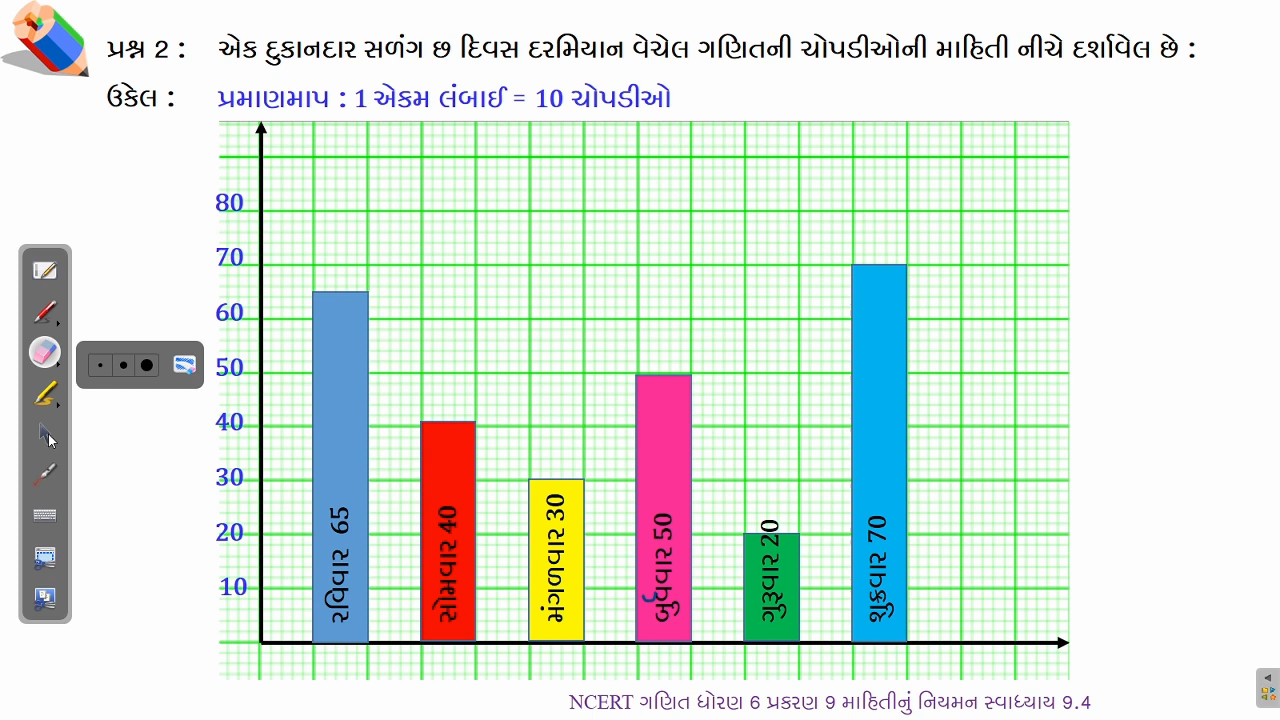 પ્રશ્ન 2 : એક દુકાનદાર સળંગ છ દિવસ દરમિયાન વેચેલ ગણિતની ચોપડીઓની માહિતી નીચે દર્શાવેલ છે :
ઉકેલ : પ્રમાણમાપ : 1 એકમ લંબાઈ = 10 ચોપડીઓ
80
70
60
50
40
30
20
10
રવિવાર 65
સોમવાર 40
મંગળવાર 30
બુધવાર 50
ગુરૂવાર 20
શુક્રવાર 70
NCERT ગણિત ધોરણ 6 પ્રકરણ 9 માહિતીનું નિયમન સ્વાધ્યાય 9.4